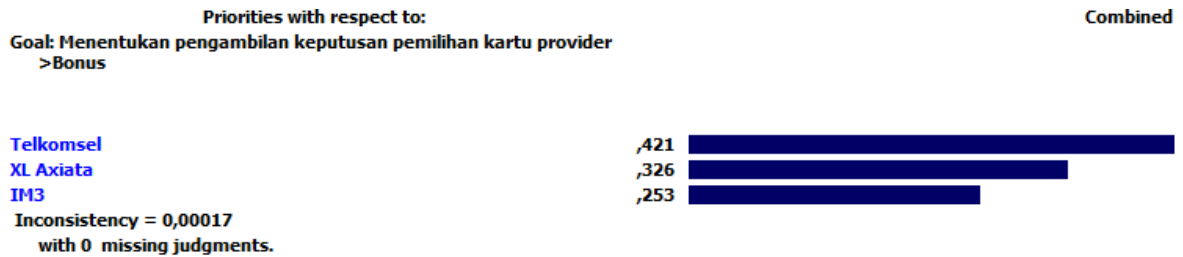 Priorities with respect to: Combined
Goal: Menentukan pengambilan keputusan pemilihan kartu provider
>Bonus
Telkomsel ,421
XL Axiata ,326
IM3 ,253
Inconsistency = 0,00017
with 0 missing judgments.